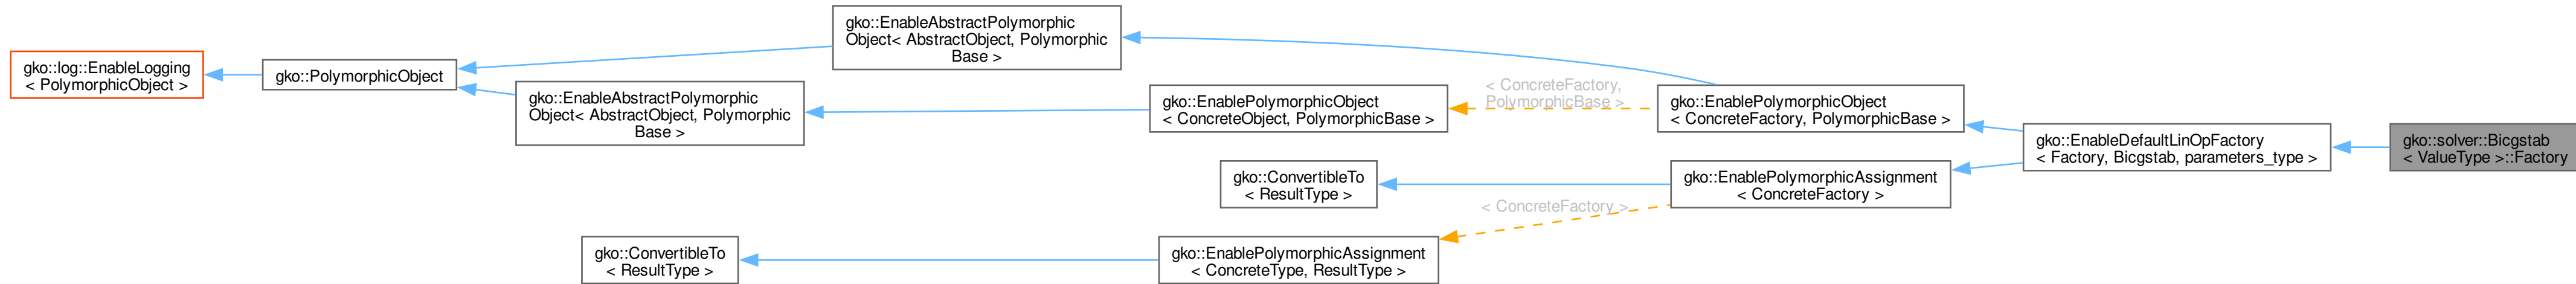 gko::log::EnableLogging
< PolymorphicObject >
gko::PolymorphicObject
gko::EnableAbstractPolymorphic
Object< AbstractObject, Polymorphic
Base >
gko::EnableAbstractPolymorphic
Object< AbstractObject, Polymorphic
Base >
gko::EnablePolymorphicObject
< ConcreteObject, PolymorphicBase >
< ConcreteFactory,
PolymorphicBase >
gko::EnablePolymorphicObject
< ConcreteFactory, PolymorphicBase >
gko::ConvertibleTo
< ResultType >
gko::EnablePolymorphicAssignment
< ConcreteFactory >
< ConcreteFactory >
gko::ConvertibleTo
< ResultType >
gko::EnablePolymorphicAssignment
< ConcreteType, ResultType >
gko::EnableDefaultLinOpFactory
< Factory, Bicgstab, parameters_type >
gko::solver::Bicgstab
< ValueType >::Factory